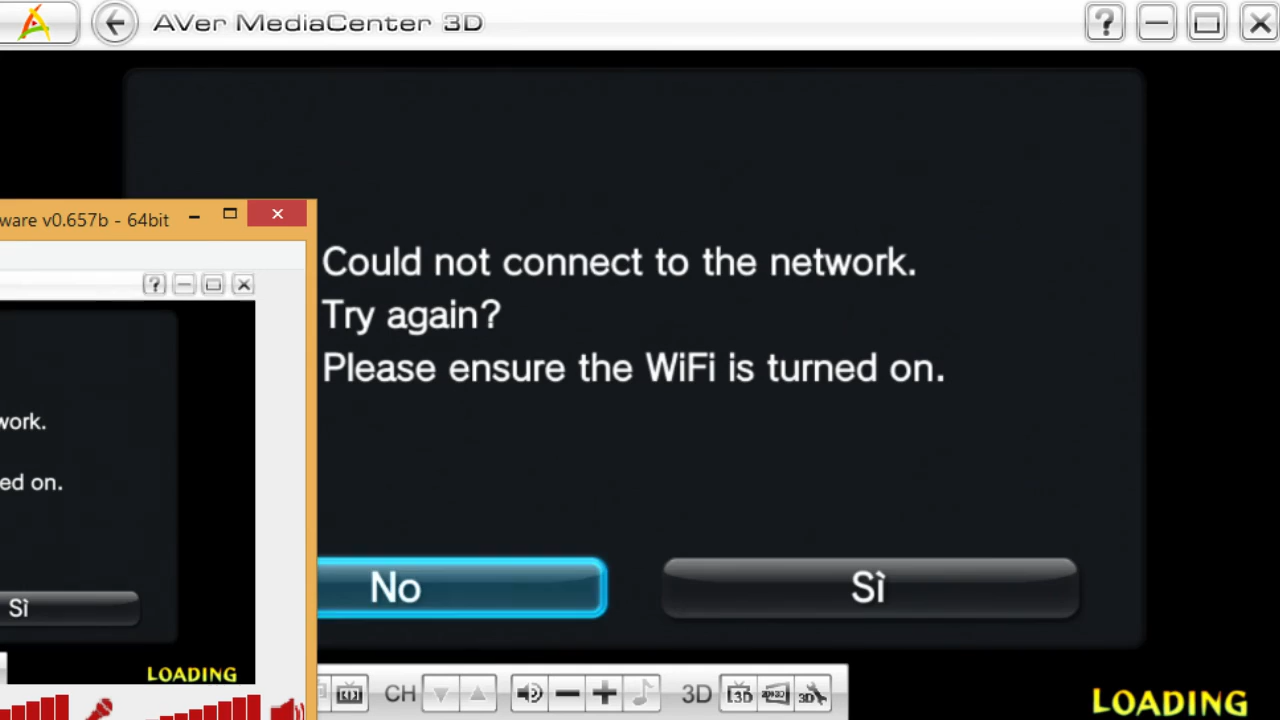 AVer MediaCenter 3D
ware v0.657b - 64bit
Could not connect to the network.
Try again?
Please ensure the WiFi is turned on.
No
Sì
work.
ed on.
Sì
LOADING
CH
3D
LOADING